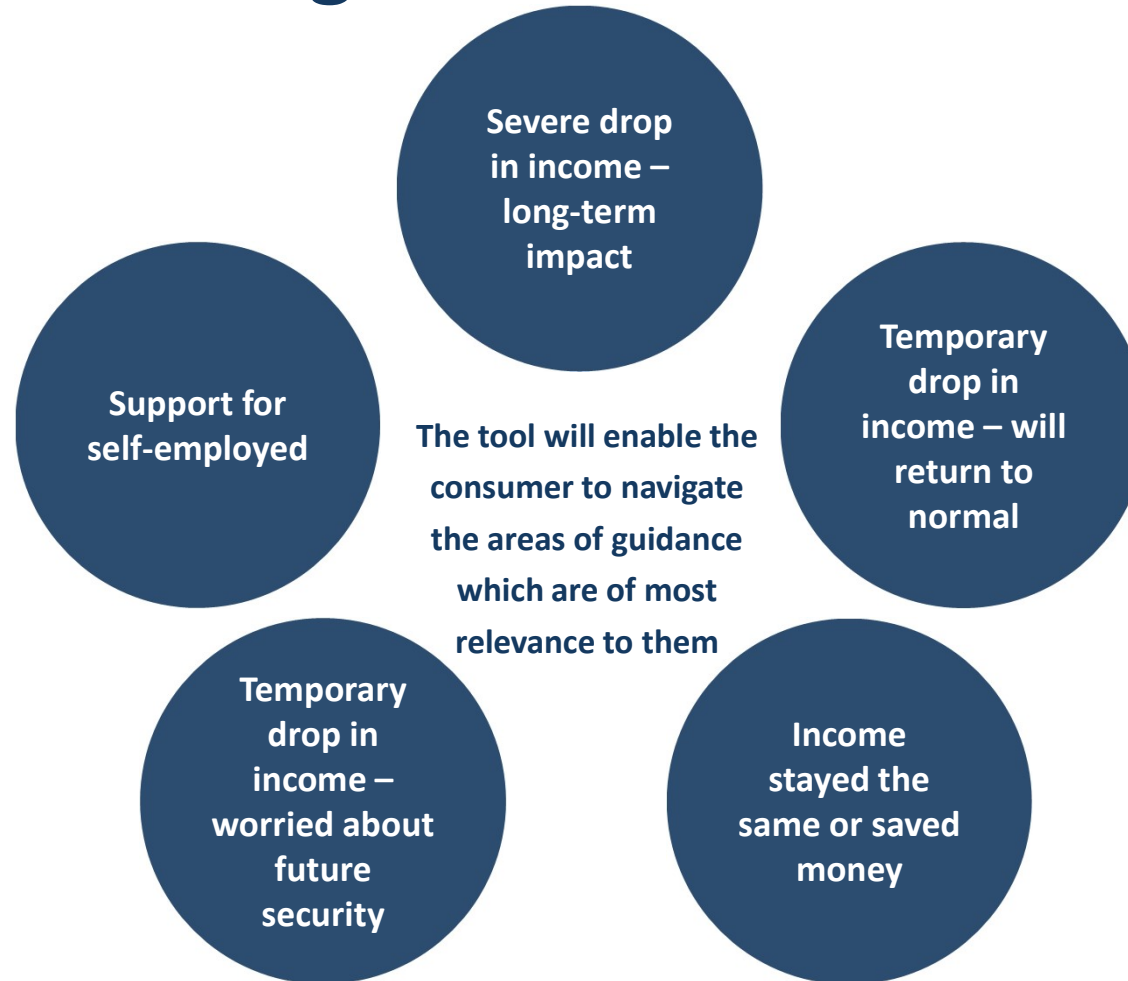 Severe drop
in income –
long-term
impact
Temporary
drop in
income – will
return to
normal
Income
stayed the
same or saved
money
Temporary
drop in
income –
worried about
future
security
Support for
self-employed
The tool will enable the
consumer to navigate
the areas of guidance
which are of most
relevance to them